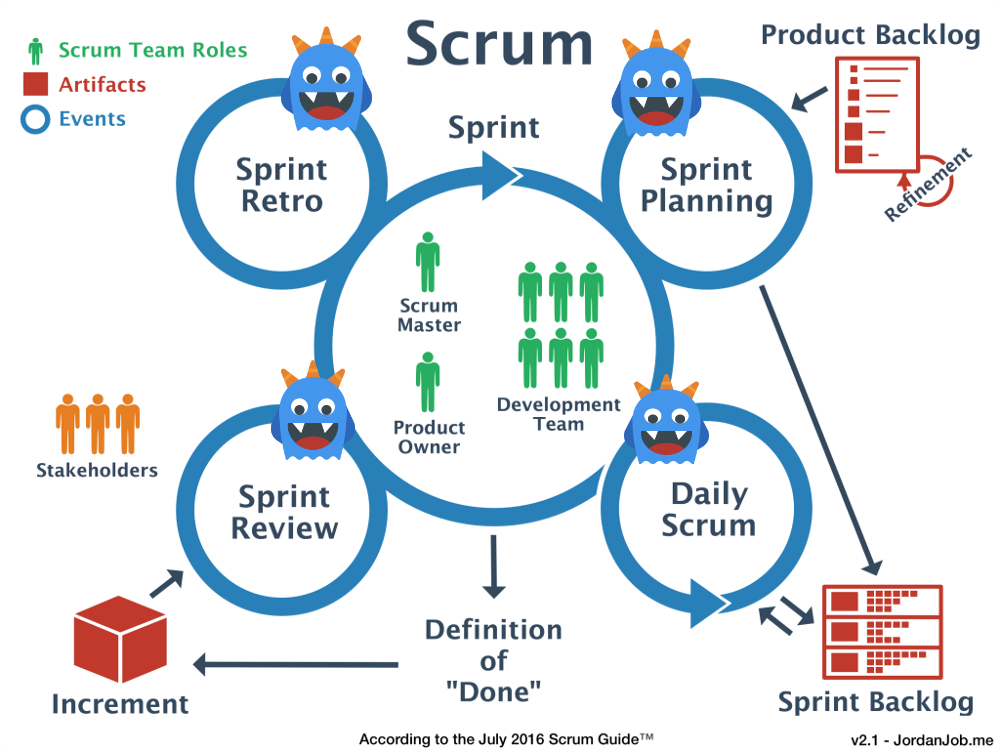 Scrum
Scrum Team Roles
Artifacts
Events
Product Backlog
Refinement
Sprint
Sprint
Retro
Sprint
Planning
Scrum
Master
Product
Owner
Development
Team
Stakeholders
Sprint
Review
Daily
Scrum
Definition
of
"Done"
Increment
Sprint Backlog
According to the July 2016 Scrum Guide™
v2.1 - JordanJob.me